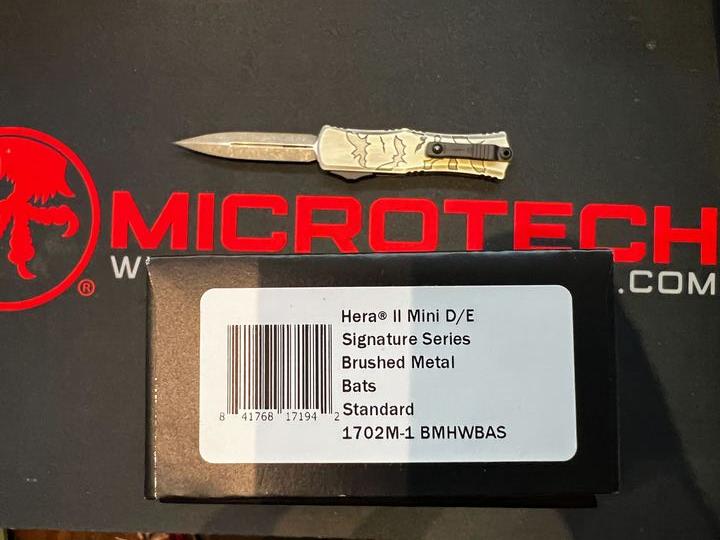 MICROTECH
W
.COM
®
Hera® II Mini D/E
Signature Series
Brushed Metal
Bats
Standard
1702M-1 BMHWBAS
8 41768 17194 2